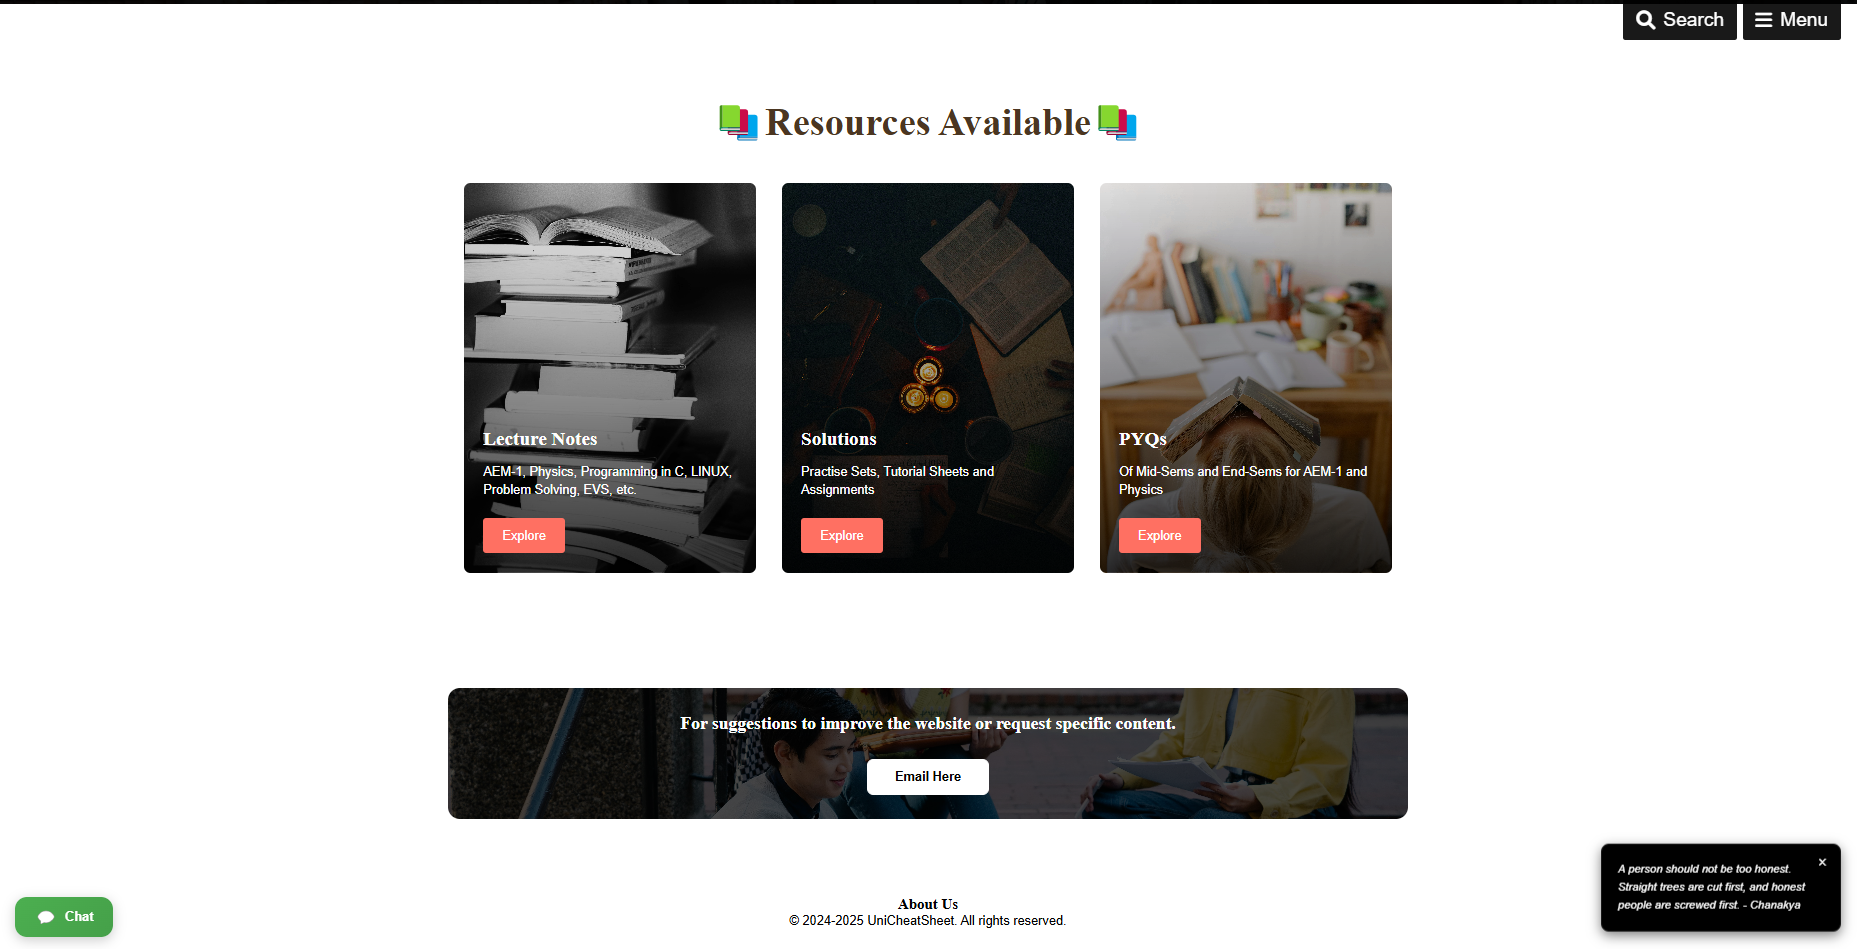 Search
Menu
Resources Available
Lecture Notes
AEM-1, Physics, Programming in C, LINUX,
Problem Solving, EVS, etc.
Explore
Solutions
Practise Sets, Tutorial Sheets and
Assignments
Explore
PYQs
Of Mid-Sems and End-Sems for AEM-1 and
Physics
Explore
For suggestions to improve the website or request specific content.
Email Here
About Us
© 2024-2025 UniCheatSheet. All rights reserved.
Chat
A person should not be too honest.
Straight trees are cut first, and honest
people are screwed first. - Chanakya